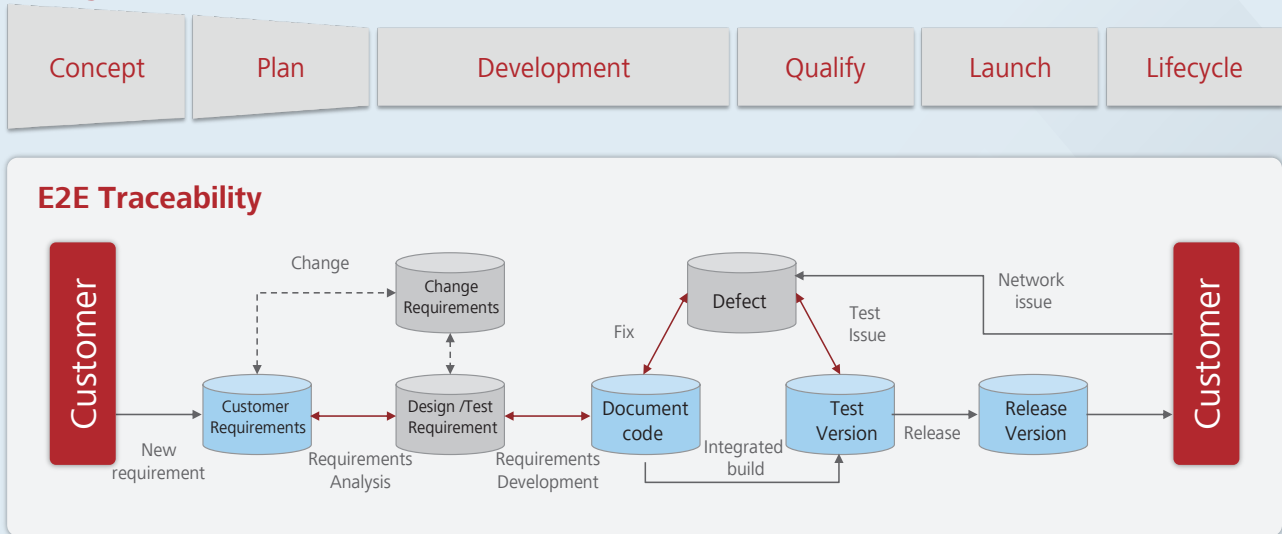 Concept
Plan
Development
Qualify
Launch
Lifecycle
E2E Traceability
Customer
New
requirement
Change
Customer
Requirements
Requirements
Analysis
Change
Requirements
Design /Test
Requirement
Requirements
Development
Fix
Document
code
Defect
Integrated
build
Test
Issue
Test
Version
Release
Release
Version
Network
issue
Customer